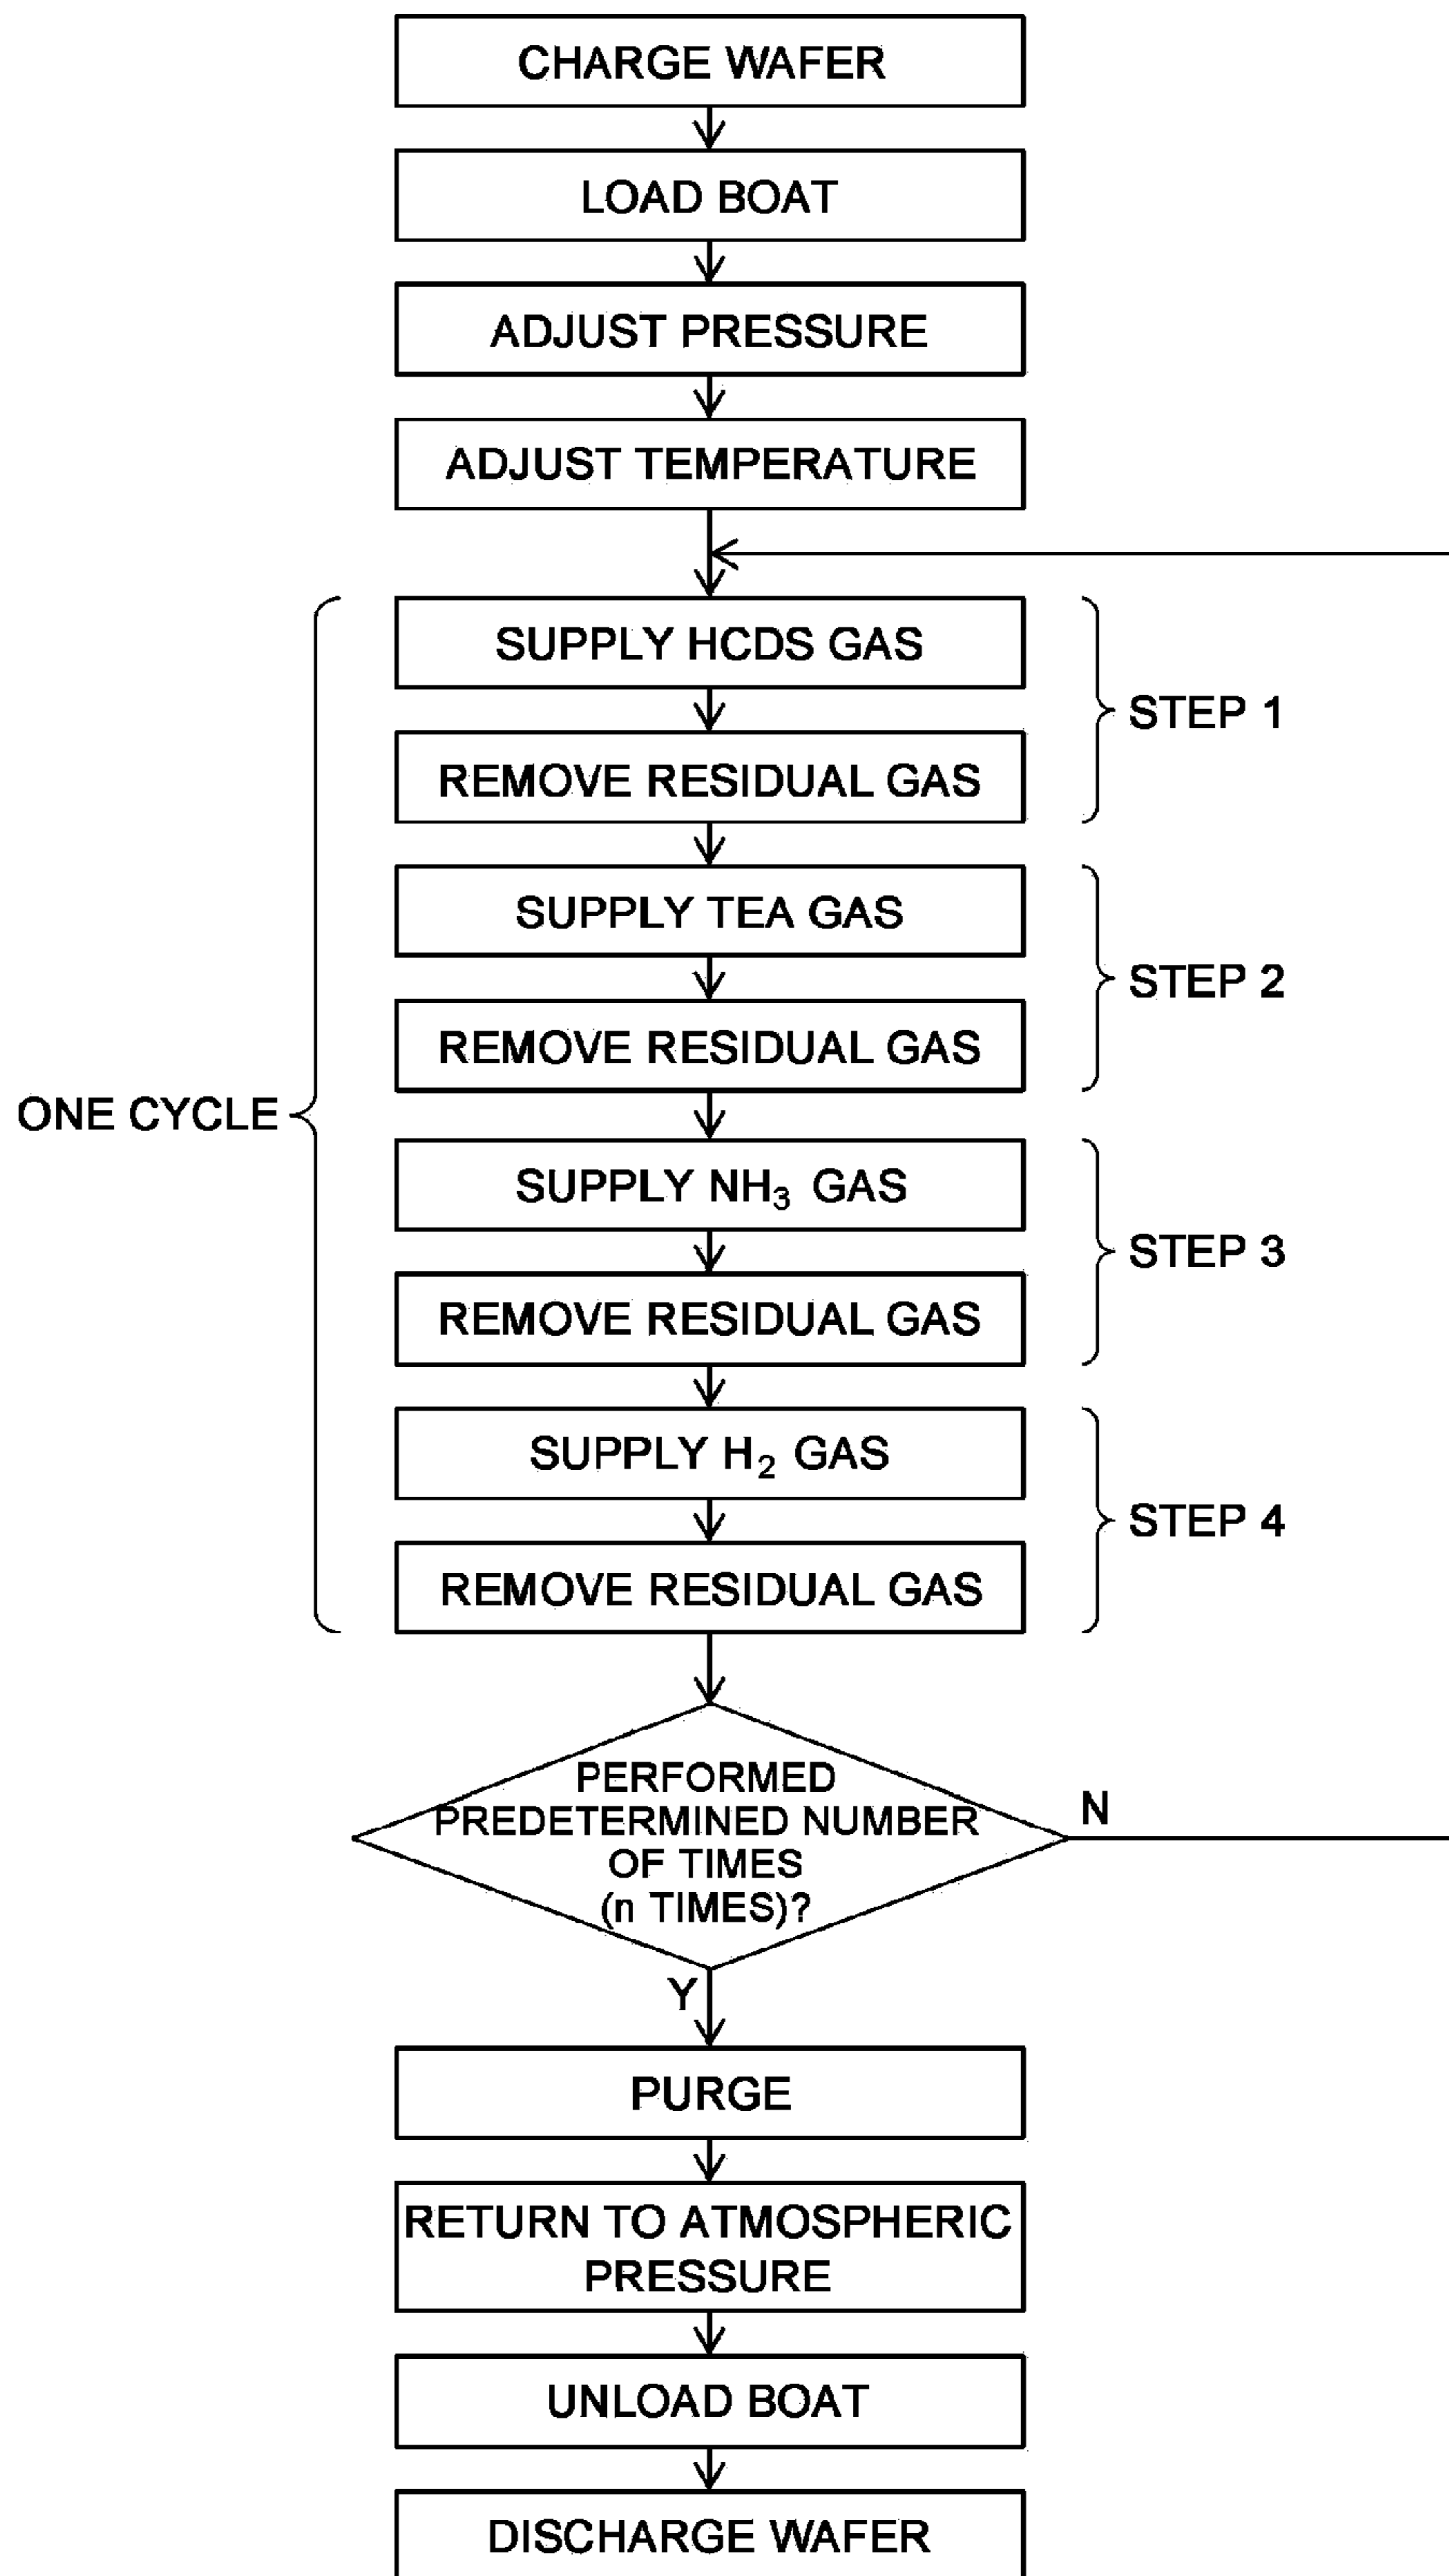 CHARGE WAFER
LOAD BOAT
ADJUST PRESSURE
ADJUST TEMPERATURE
SUPPLY HCDS GAS
STEP 1
REMOVE RESIDUAL GAS
SUPPLY TEA GAS
STEP 2
REMOVE RESIDUAL GAS
ONE CYCLE
SUPPLY NH₃ GAS
STEP 3
REMOVE RESIDUAL GAS
SUPPLY H₂ GAS
STEP 4
REMOVE RESIDUAL GAS
PERFORMED
PREDETERMINED NUMBER
OF TIMES
(n TIMES)?
N
Y
PURGE
RETURN TO ATMOSPHERIC
PRESSURE
UNLOAD BOAT
DISCHARGE WAFER